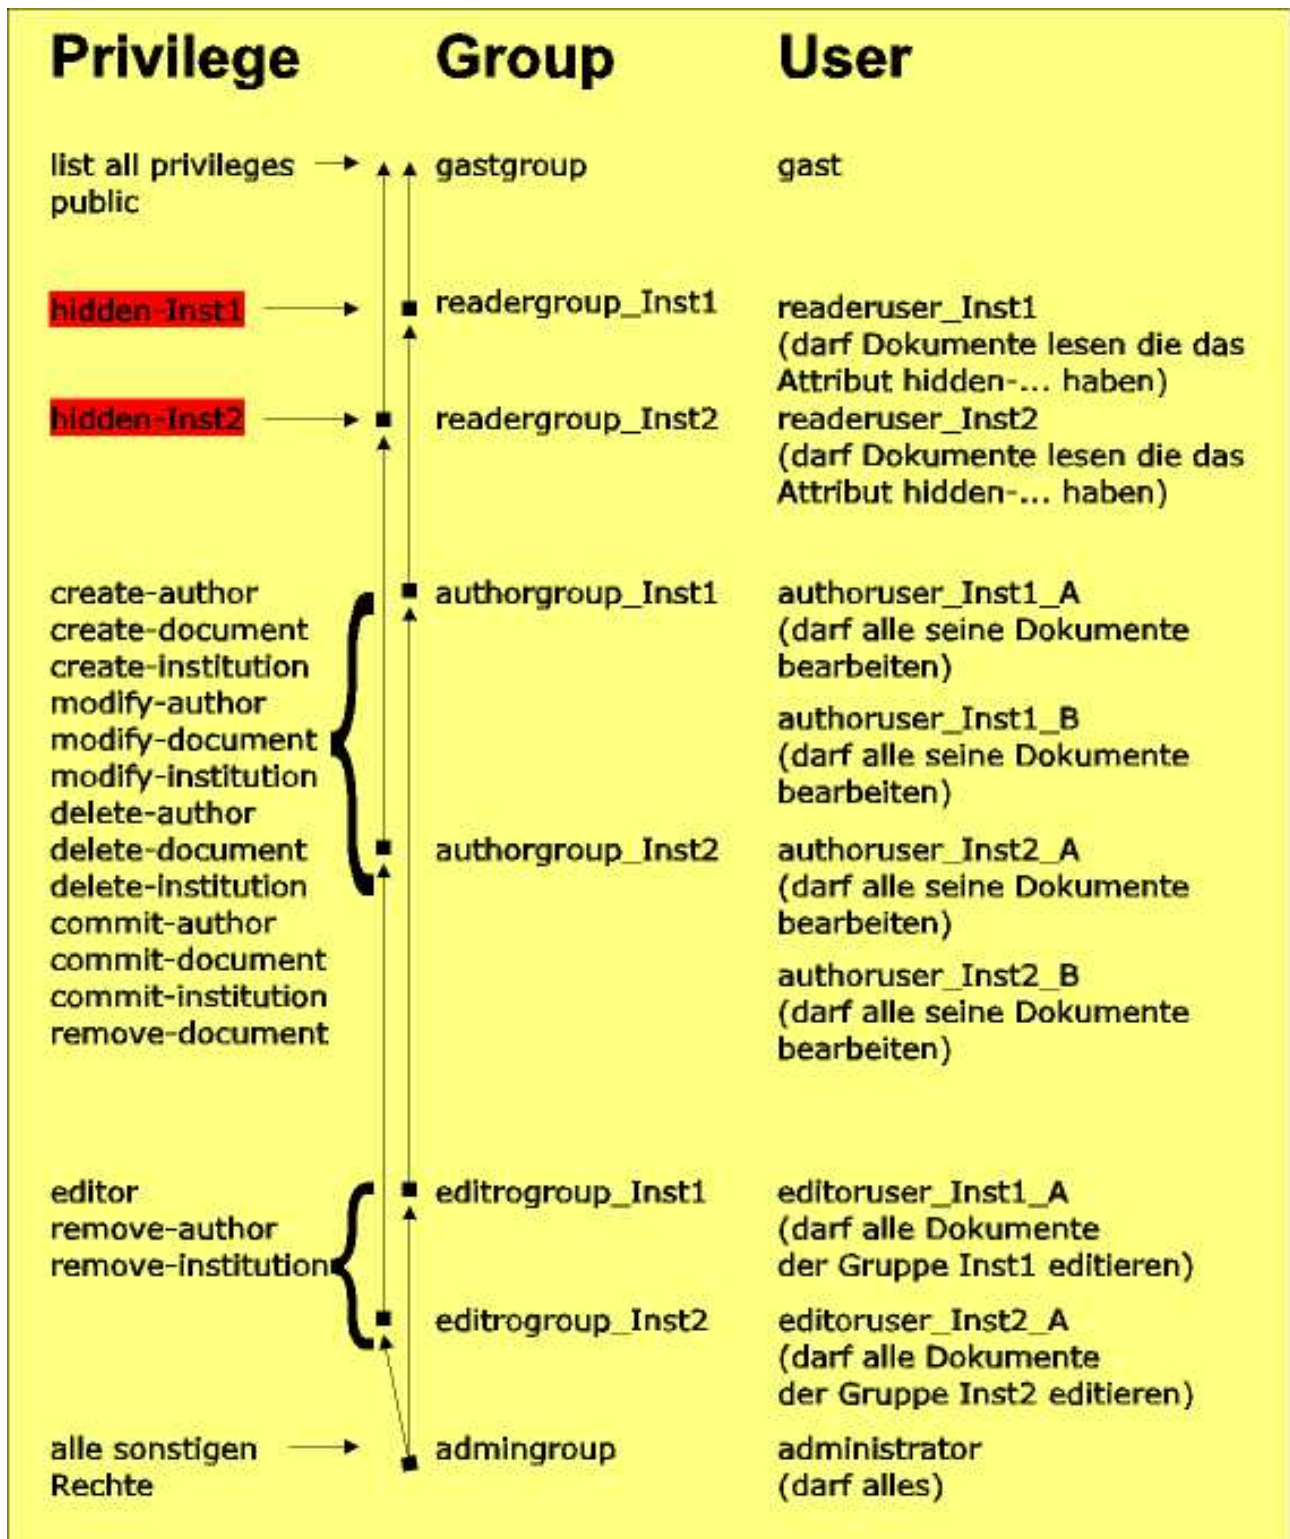 Privilege Group User
list all privileges gastgroup gast
public
hidden-Inst1 readergroup_Inst1 readeruser_Inst1
(darf Dokumente lesen die das
Attribut hidden-... haben)
hidden-Inst2 readergroup_Inst2 readeruser_Inst2
(darf Dokumente lesen die das
Attribut hidden-... haben)
create-author authorgroup_Inst1 authoruser_Inst1_A
create-document (darf alle seine Dokumente
create-institution bearbeiten)
modify-author authoruser_Inst1_B
modify-document (darf alle seine Dokumente
modify-institution bearbeiten)
delete-author
delete-document authorgroup_Inst2 authoruser_Inst2_A
delete-institution (darf alle seine Dokumente
commit-author bearbeiten)
commit-document authoruser_Inst2_B
commit-institution (darf alle seine Dokumente
remove-document bearbeiten)
editor editrogroup_Inst1 editoruser_Inst1_A
remove-author (darf alle Dokumente
remove-institution der Gruppe Inst1 editieren)
editrogroup_Inst2 editoruser_Inst2_A
(darf alle Dokumente
der Gruppe Inst2 editieren)
alle sonstigen admingroup administrator
Rechte (darf alles)